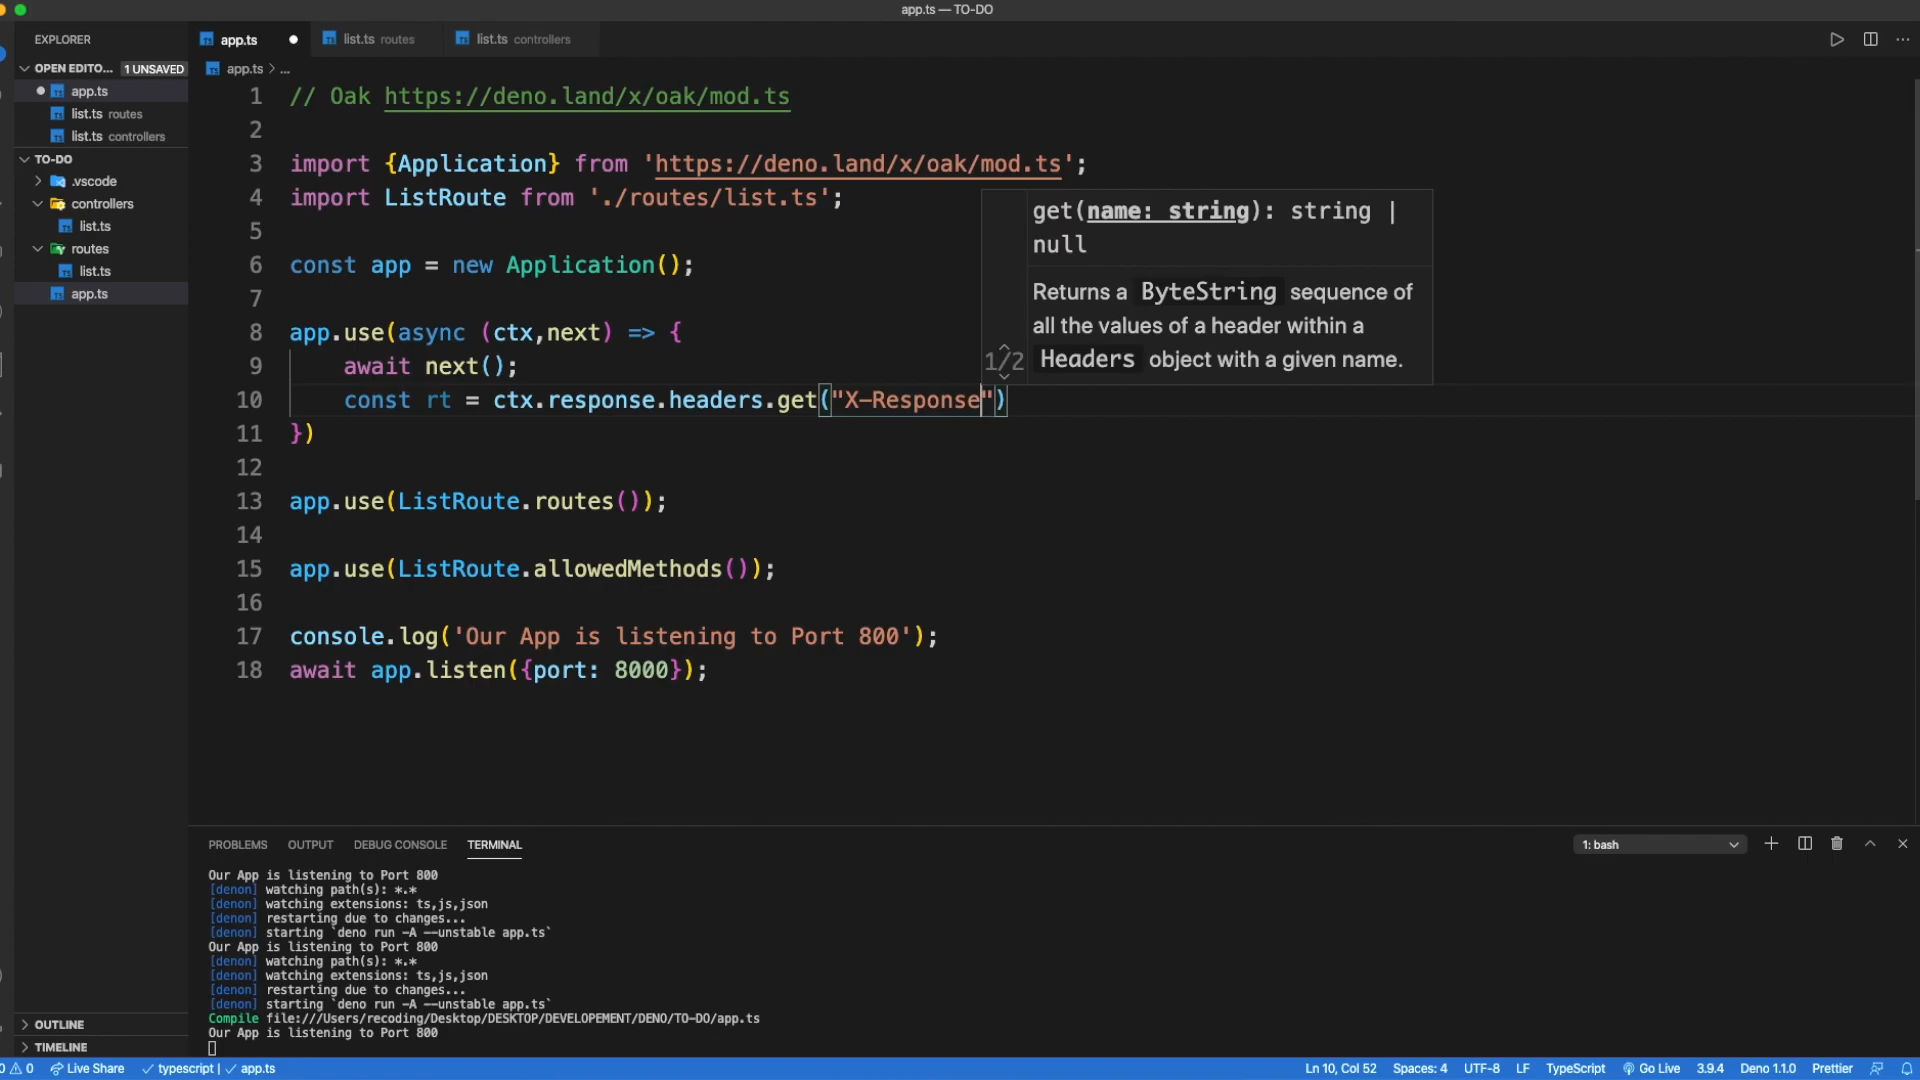 app.ts — TO-DO
EXPLORER
OPEN EDITO... 1 UNSAVED
app.ts
list.ts routes
list.ts controllers
TO-DO
.vscode
controllers
list.ts
routes
list.ts
app.ts
OUTLINE
TIMELINE
app.ts
list.ts routes
list.ts controllers
app.ts > ...
1 // Oak https://deno.land/x/oak/mod.ts
2
3 import {Application} from 'https://deno.land/x/oak/mod.ts';
4 import ListRoute from './routes/list.ts';
5
6 const app = new Application();
7
8 app.use(async (ctx,next) => {
9 await next();
10 const rt = ctx.response.headers.get("X-Response")
11 })
12
13 app.use(ListRoute.routes());
14
15 app.use(ListRoute.allowedMethods());
16
17 console.log('Our App is listening to Port 800');
18 await app.listen({port: 8000});
get(name: string): string |
null
Returns a ByteString sequence of
all the values of a header within a
1/2 Headers object with a given name.
PROBLEMS OUTPUT DEBUG CONSOLE TERMINAL
1: bash
Our App is listening to Port 800
[denon] watching path(s): *.*
[denon] watching extensions: ts,js,json
[denon] restarting due to changes...
[denon] starting `deno run -A --unstable app.ts`
Our App is listening to Port 800
[denon] watching path(s): *.*
[denon] watching extensions: ts,js,json
[denon] restarting due to changes...
[denon] starting `deno run -A --unstable app.ts`
Compile file:///Users/recoding/Desktop/DESKTOP/DEVELOPEMENT/DENO/TO-DO/app.ts
Our App is listening to Port 800
0 0 Live Share typescript | app.ts
Ln 10, Col 52 Spaces: 4 UTF-8 LF TypeScript Go Live 3.9.4 Deno 1.1.0 Prettier